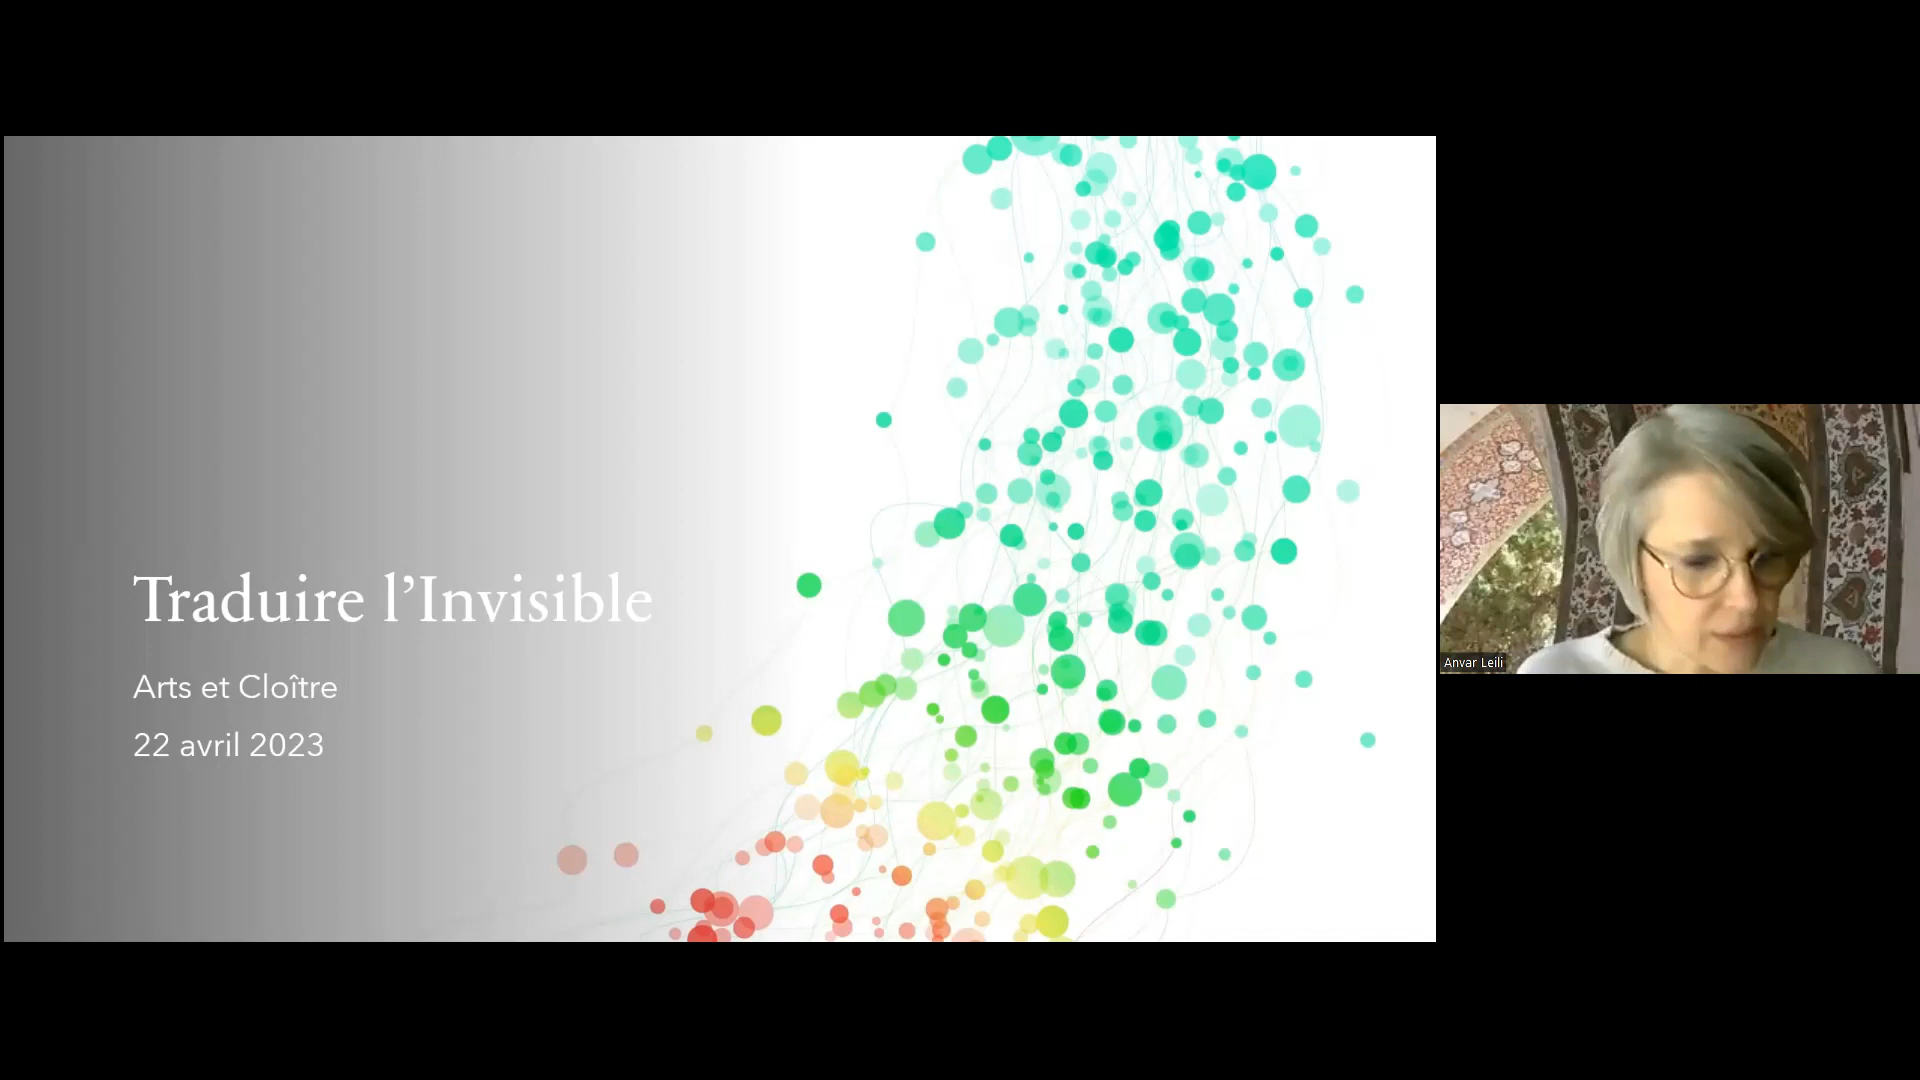 Traduire l’Invisible
Arts et Cloître
22 avril 2023
Anvar Leili